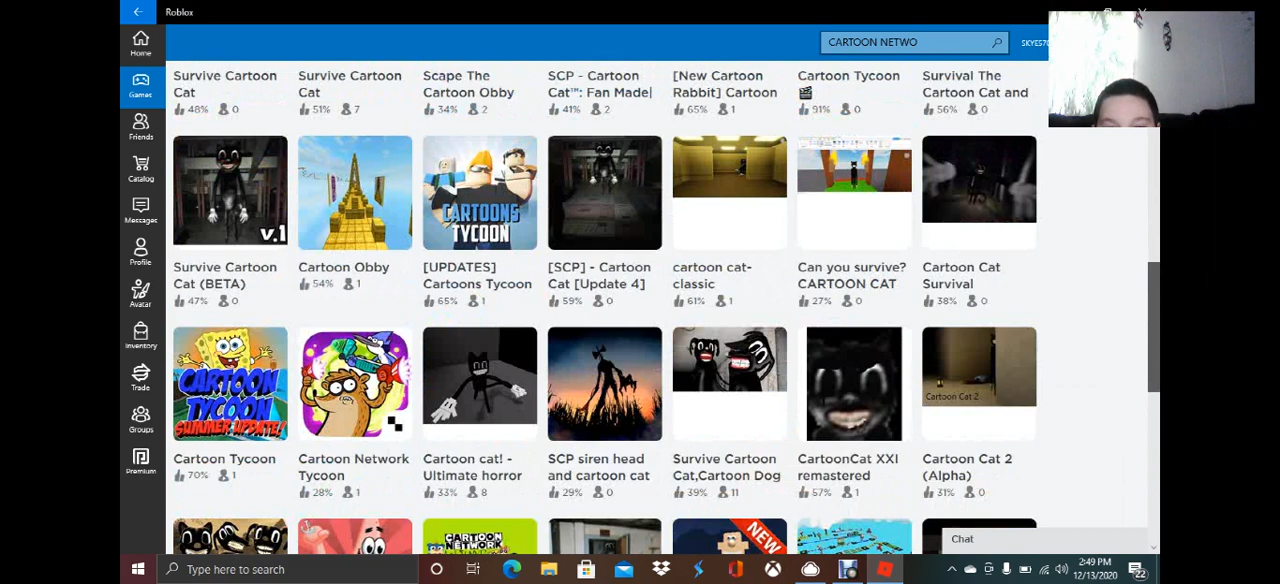 Roblox
CARTOON NETWO
SKYES70
Home
Games
Friends
Catalog
Messages
Profile
Avatar
Inventory
Trade
Groups
Premium
Survive Cartoon
Cat
48% 0
Survive Cartoon
Cat
51% 7
Scape The
Cartoon Obby
34% 2
SCP - Cartoon
Cat™: Fan Made|
41% 2
[New Cartoon
Rabbit] Cartoon
65% 1
Cartoon Tycoon
🎬
91% 0
Survival The
Cartoon Cat and
56% 0
v.1
Survive Cartoon
Cat (BETA)
47% 0
Cartoon Obby
54% 1
CARTOONS
TYCOON
[UPDATES]
Cartoons Tycoon
65% 1
[SCP] - Cartoon
Cat [Update 4]
59% 0
cartoon cat-
classic
61% 1
Can you survive?
CARTOON CAT
27% 0
Cartoon Cat
Survival
38% 0
CARTOON
TYCOON
SUMMER UPDATE!
Cartoon Tycoon
70% 1
Cartoon Network
Tycoon
28% 1
Cartoon cat! -
Ultimate horror
33% 8
SCP siren head
and cartoon cat
29% 0
Survive Cartoon
Cat,Cartoon Dog
39% 11
CartoonCat XXI
remastered
57% 1
Cartoon Cat 2
Cartoon Cat 2
(Alpha)
31% 0
CARTOON
NETWORK
NEW
Chat
Type here to search
2:49 PM
12/13/2020
22